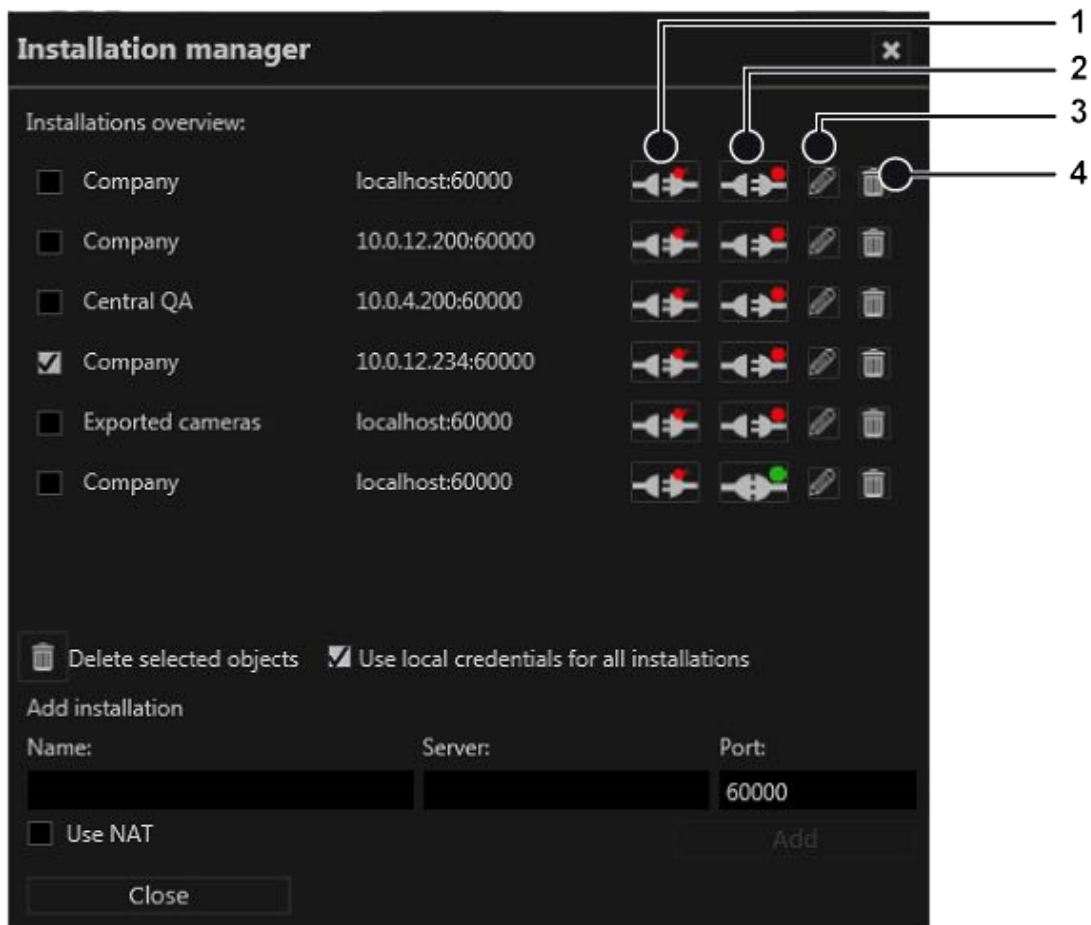 1
Installation manager
2
3
Installations overview:
4
Company localhost:60000
Company 10.0.12.200:60000
Central QA 10.0.4.200:60000
Company 10.0.12.234:60000
Exported cameras localhost:60000
Company localhost:60000
Delete selected objects Use local credentials for all installations
Add installation
Name: Server: Port:
60000
Use NAT Add
Close